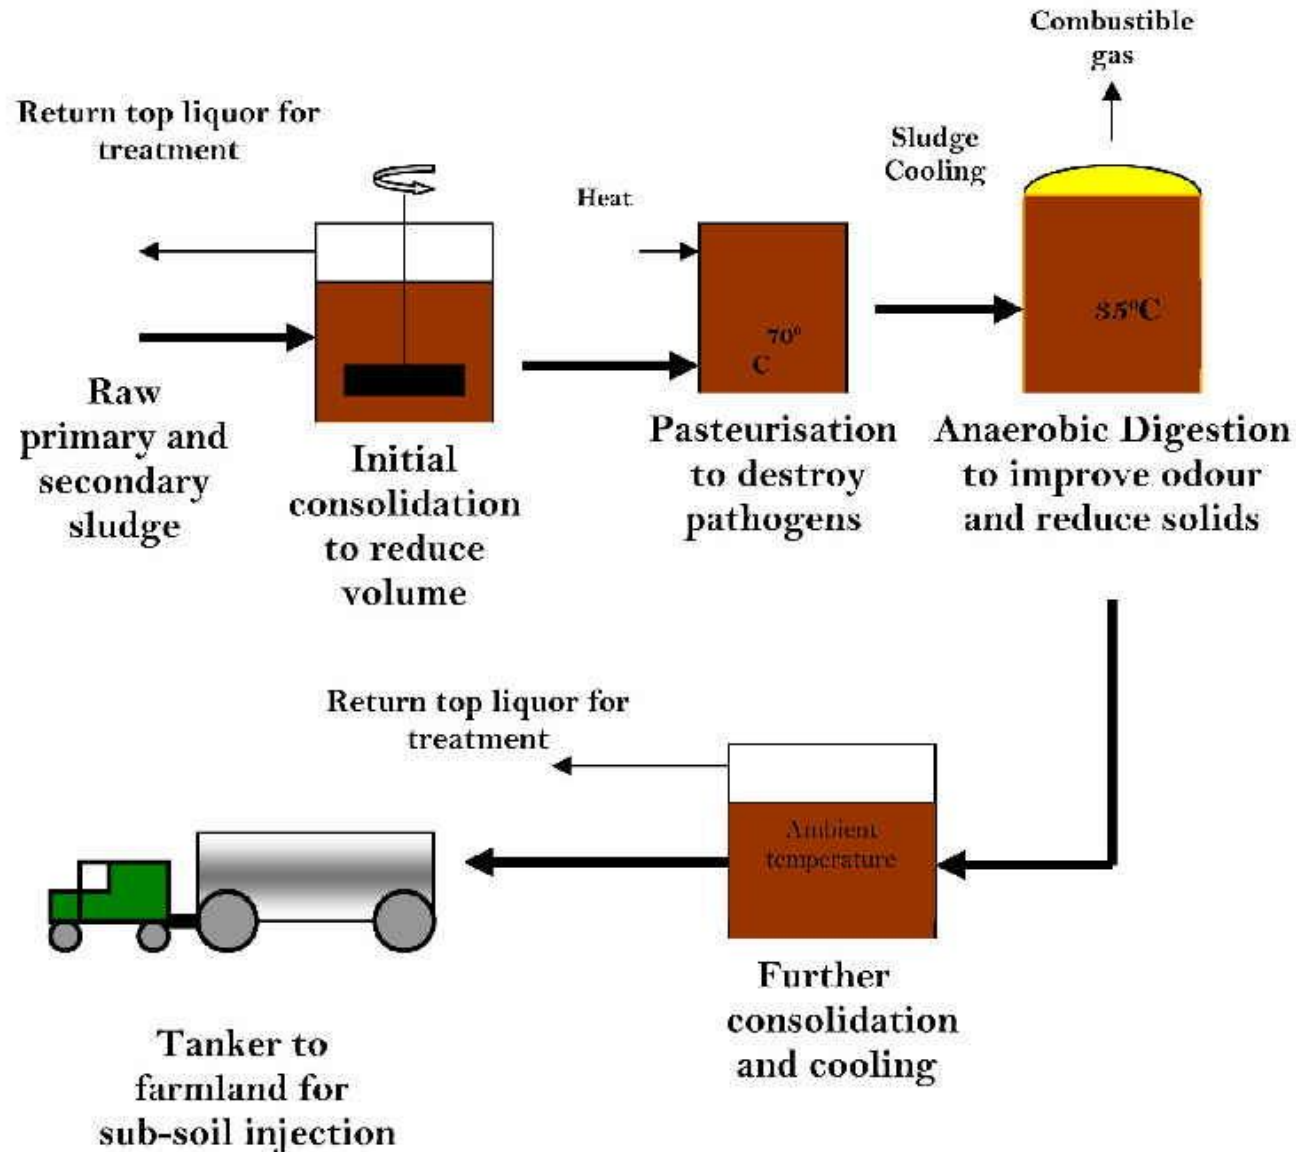 Combustible
gas
Return top liquor for
treatment
Sludge
Cooling
Heat
70⁰
C
35⁰C
Raw
primary and
secondary
sludge
Initial
consolidation
to reduce
volume
Pasteurisation
to destroy
pathogens
Anaerobic Digestion
to improve odour
and reduce solids
Return top liquor for
treatment
Ambient
temperature
Further
consolidation
and cooling
Tanker to
farmland for
sub-soil injection